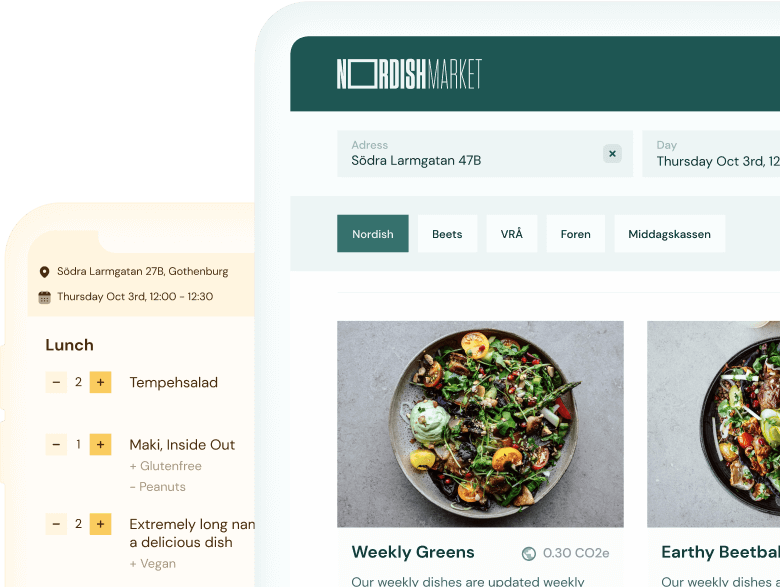 NORDISHMARKET
Adress
Södra Larmgatan 47B
Day
Thursday Oct 3rd, 12
Nordish
Beets
VRÅ
Foren
Middagskassen
Södra Larmgatan 27B, Gothenburg
Thursday Oct 3rd, 12:00 - 12:30
Lunch
− 2 + Tempehsalad
− 1 + Maki, Inside Out
+ Glutenfree
- Peanuts
− 2 + Extremely long nam
a delicious dish
+ Vegan
Weekly Greens
0.30 CO2e
Our weekly dishes are updated weekly
Earthy Beetbal
Our weekly dish